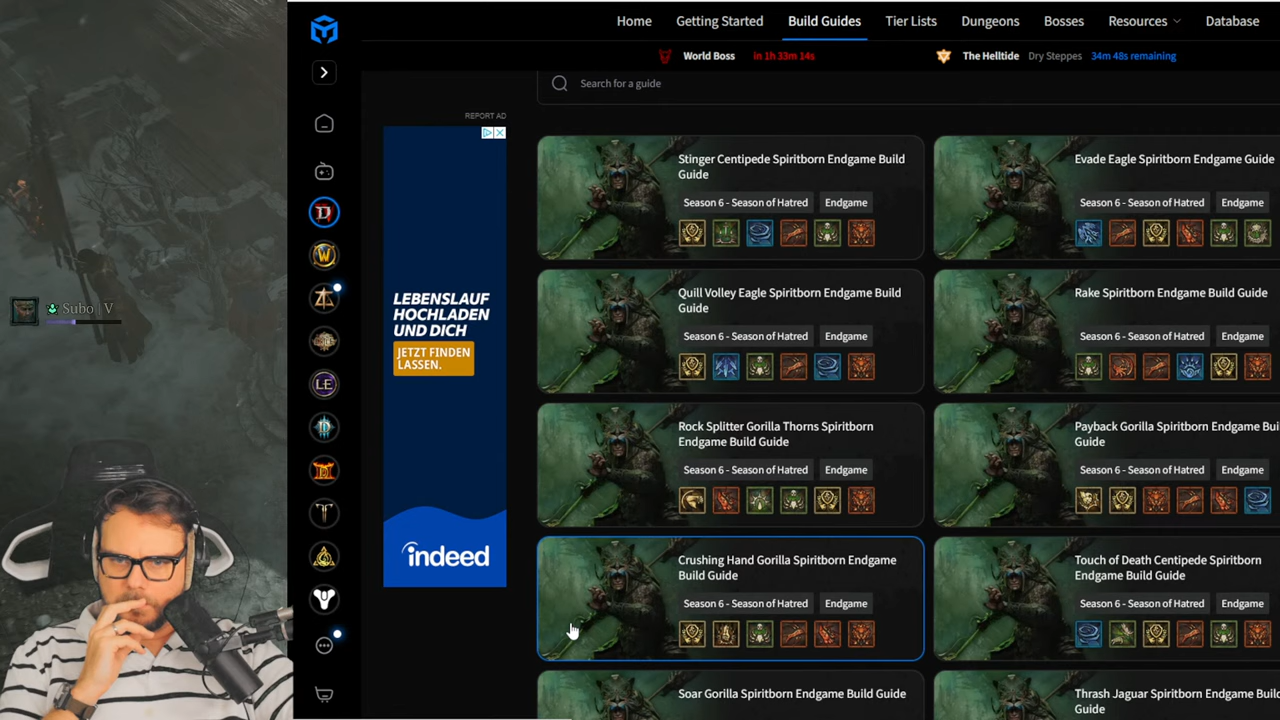 Home Getting Started Build Guides Tier Lists Dungeons Bosses Resources Database
World Boss in 1h 33m 14s The Helltide Dry Steppes 34m 48s remaining
Search for a guide
REPORT AD
LEBENSLAUF
HOCHLADEN
UND DICH
JETZT FINDEN
LASSEN.
indeed
Subo | V
Stinger Centipede Spiritborn Endgame Build
Guide
Season 6 - Season of Hatred Endgame
Evade Eagle Spiritborn Endgame Guide
Season 6 - Season of Hatred Endgame
Quill Volley Eagle Spiritborn Endgame Build
Guide
Season 6 - Season of Hatred Endgame
Rake Spiritborn Endgame Build Guide
Season 6 - Season of Hatred Endgame
Rock Splitter Gorilla Thorns Spiritborn
Endgame Build Guide
Season 6 - Season of Hatred Endgame
Payback Gorilla Spiritborn Endgame Bui
Guide
Season 6 - Season of Hatred Endgame
Crushing Hand Gorilla Spiritborn Endgame
Build Guide
Season 6 - Season of Hatred Endgame
Touch of Death Centipede Spiritborn
Endgame Build Guide
Season 6 - Season of Hatred Endgame
Soar Gorilla Spiritborn Endgame Build Guide
Thrash Jaguar Spiritborn Endgame Build
Guide